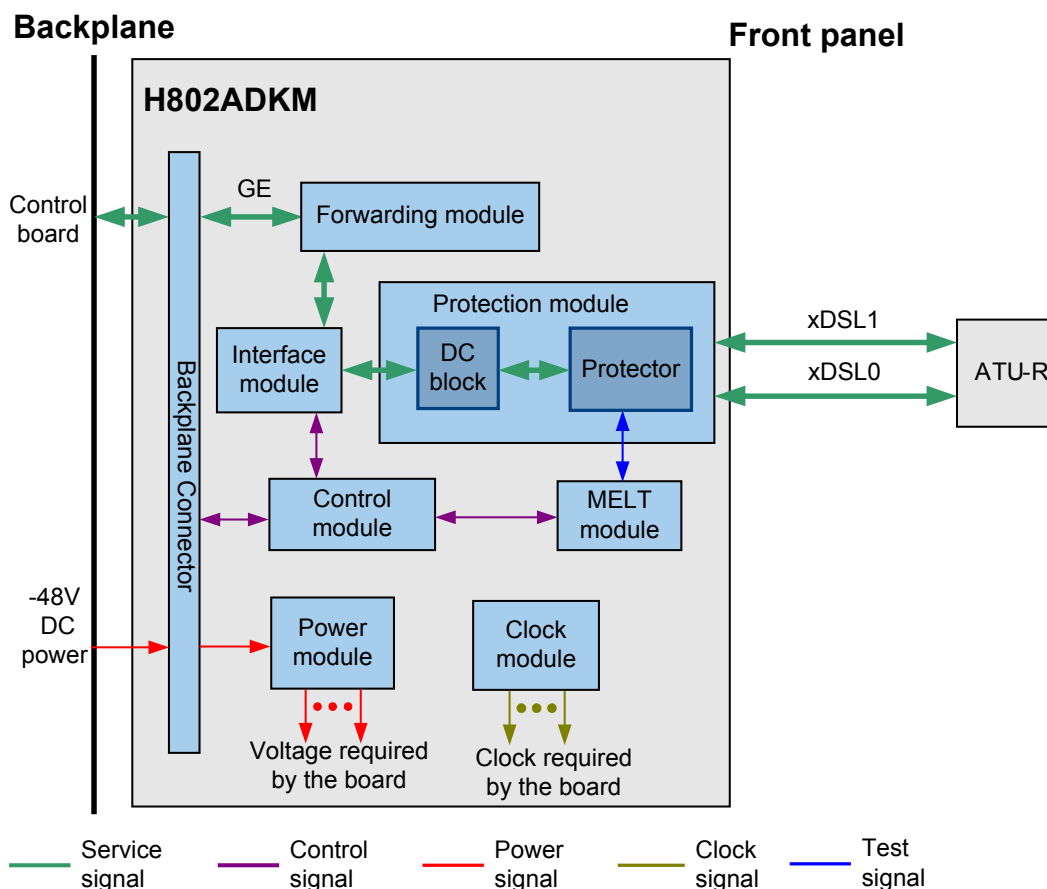 Backplane
Front panel
H802ADKM
GE
Control
board
Forwarding module
Protection module
xDSL1
Interface
module
DC
block
Protector
xDSL0
ATU-R
Backplane Connector
Control
module
MELT
module
-48V
DC
power
Power
module
Clock
module
Voltage required
by the board
Clock required
by the board
Service
signal
Control
signal
Power
signal
Clock
signal
Test
signal